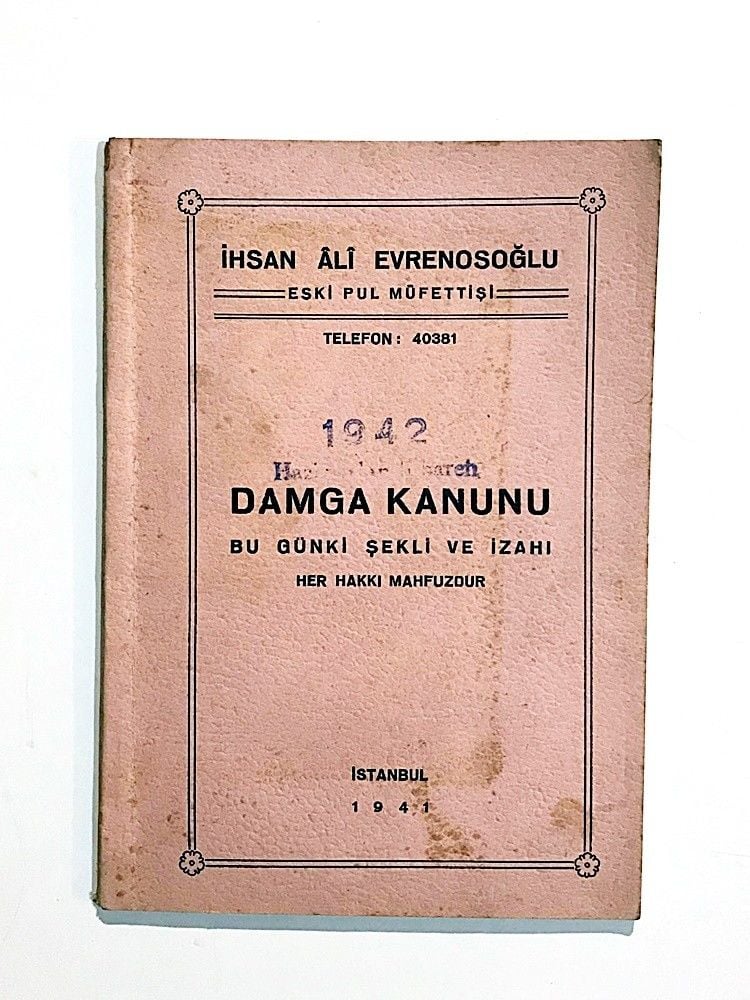 İHSAN ÂLÎ EVRENOSOĞLU
ESKİ PUL MÜFETTİŞİ
TELEFON: 40381
1942
DAMGA KANUNU
BU GÜNKİ ŞEKLİ VE İZAHI
HER HAKKI MAHFUZDUR
İSTANBUL
1941